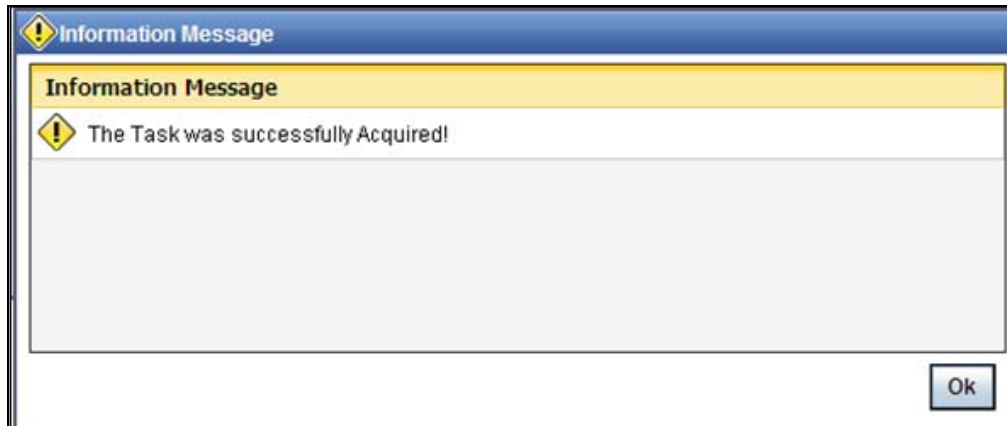 Information Message
Information Message
The Task was successfully Acquired!
Ok